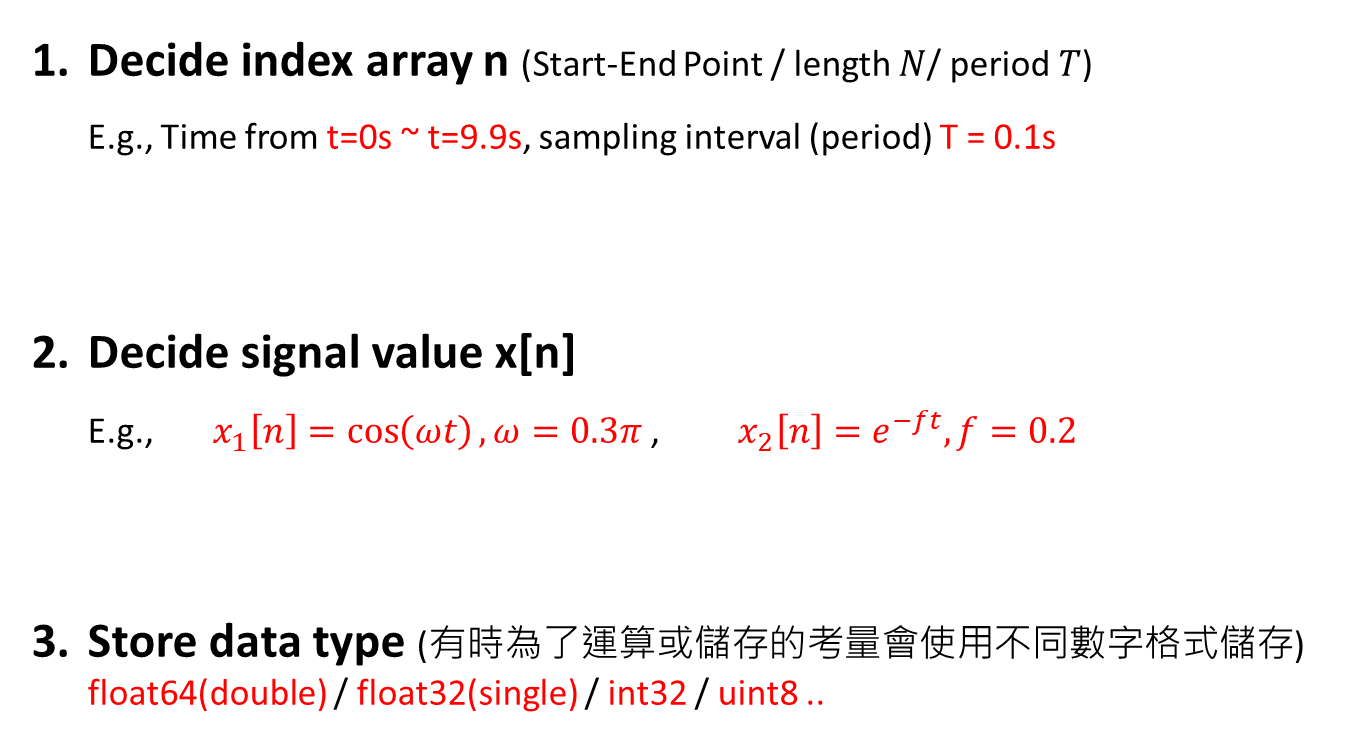 1. Decide index array n (Start-End Point / length N/ period T)
E.g., Time from t=0s ~ t=9.9s, sampling interval (period) T = 0.1s
2. Decide signal value x[n]
E.g., x₁[n] = cos(ωt), ω = 0.3π , x₂[n] = e^{−ft}, f = 0.2
3. Store data type (有時為了運算或儲存的考量會使用不同數字格式儲存)
float64(double) / float32(single) / int32 / uint8 ..